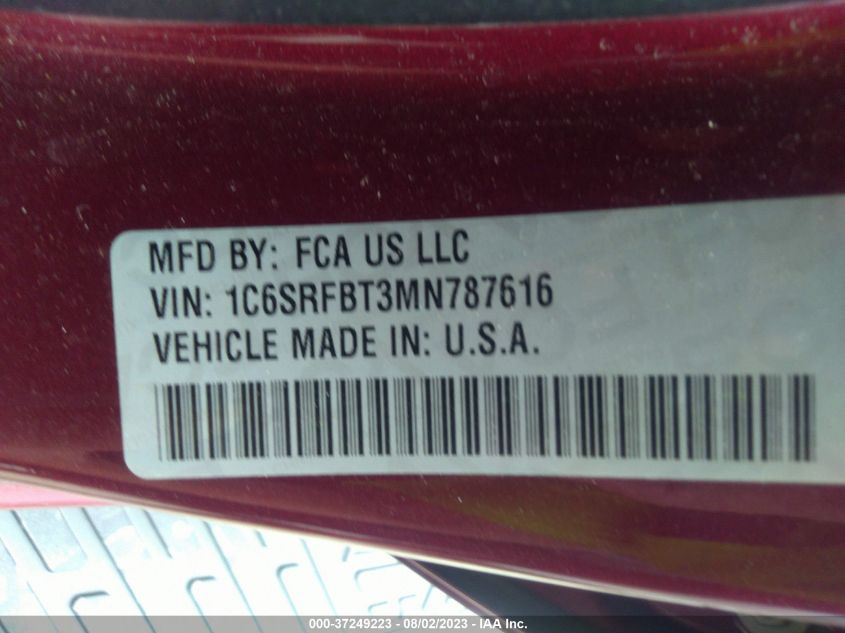 MFD BY: FCA US LLC
VIN: 1C6SRFBT3MN787616
VEHICLE MADE IN: U.S.A.
000-37249223 - 08/02/2023 - IAA Inc.